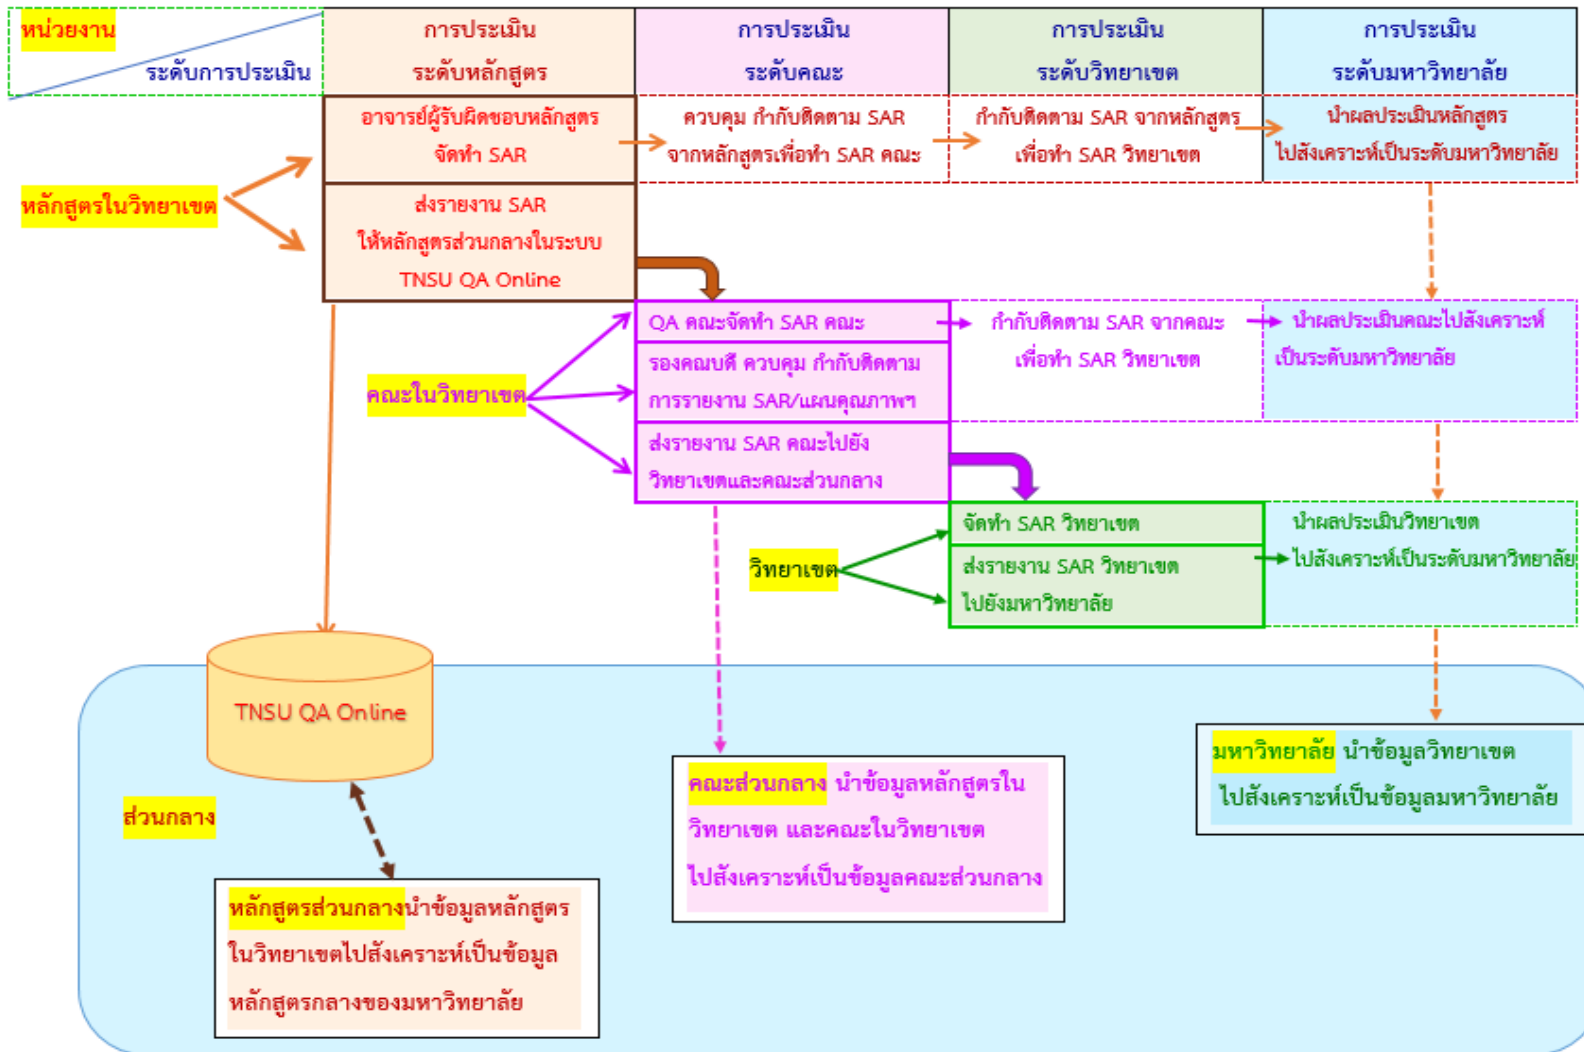 หน่วยงาน
ระดับการประเมิน
การประเมิน
ระดับหลักสูตร
การประเมิน
ระดับคณะ
การประเมิน
ระดับวิทยาเขต
การประเมิน
ระดับมหาวิทยาลัย
หลักสูตรในวิทยาเขต
อาจารย์ผู้รับผิดชอบหลักสูตร
จัดทำ SAR
ควบคุม กำกับติดตาม SAR
จากหลักสูตรเพื่อทำ SAR คณะ
กำกับติดตาม SAR จากหลักสูตร
เพื่อทำ SAR วิทยาเขต
นำผลประเมินหลักสูตร
ไปสังเคราะห์เป็นระดับมหาวิทยาลัย
ส่งรายงาน SAR
ให้หลักสูตรส่วนกลางในระบบ
TNSU QA Online
คณะในวิทยาเขต
QA คณะจัดทำ SAR คณะ
กำกับติดตาม SAR จากคณะ
เพื่อทำ SAR วิทยาเขต
นำผลประเมินคณะไปสังเคราะห์
เป็นระดับมหาวิทยาลัย
รองคณบดี ควบคุม กำกับติดตาม
การรายงาน SAR/แผนคุณภาพฯ
ส่งรายงาน SAR คณะไปยัง
วิทยาเขตและคณะส่วนกลาง
วิทยาเขต
จัดทำ SAR วิทยาเขต
ส่งรายงาน SAR วิทยาเขต
ไปยังมหาวิทยาลัย
นำผลประเมินวิทยาเขต
ไปสังเคราะห์เป็นระดับมหาวิทยาลัย
TNSU QA Online
ส่วนกลาง
หลักสูตรส่วนกลางนำข้อมูลหลักสูตร
ในวิทยาเขตไปสังเคราะห์เป็นข้อมูล
หลักสูตรกลางของมหาวิทยาลัย
คณะส่วนกลาง นำข้อมูลหลักสูตรใน
วิทยาเขต และคณะในวิทยาเขต
ไปสังเคราะห์เป็นข้อมูลคณะส่วนกลาง
มหาวิทยาลัย นำข้อมูลวิทยาเขต
ไปสังเคราะห์เป็นข้อมูลมหาวิทยาลัย